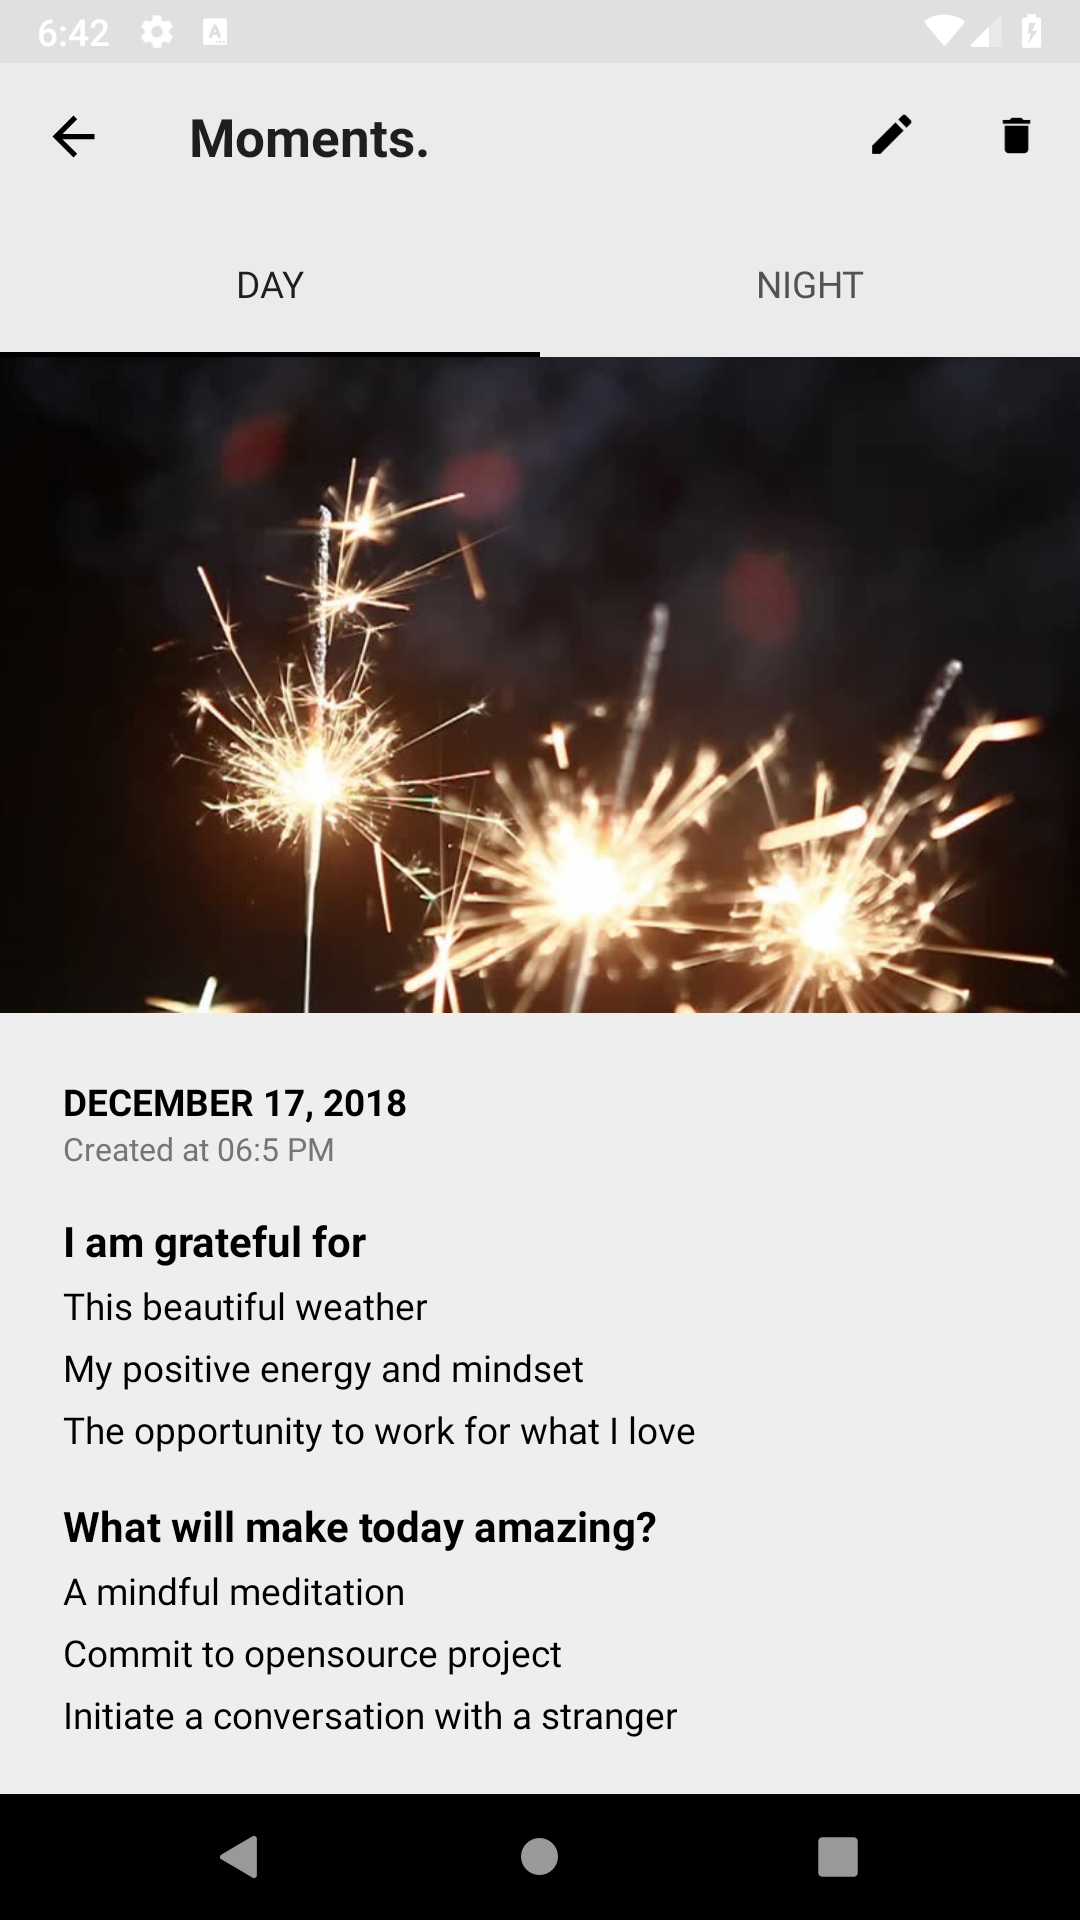 6:42
Moments.
DAY
NIGHT
DECEMBER 17, 2018
Created at 06:5 PM
I am grateful for
This beautiful weather
My positive energy and mindset
The opportunity to work for what I love
What will make today amazing?
A mindful meditation
Commit to opensource project
Initiate a conversation with a stranger